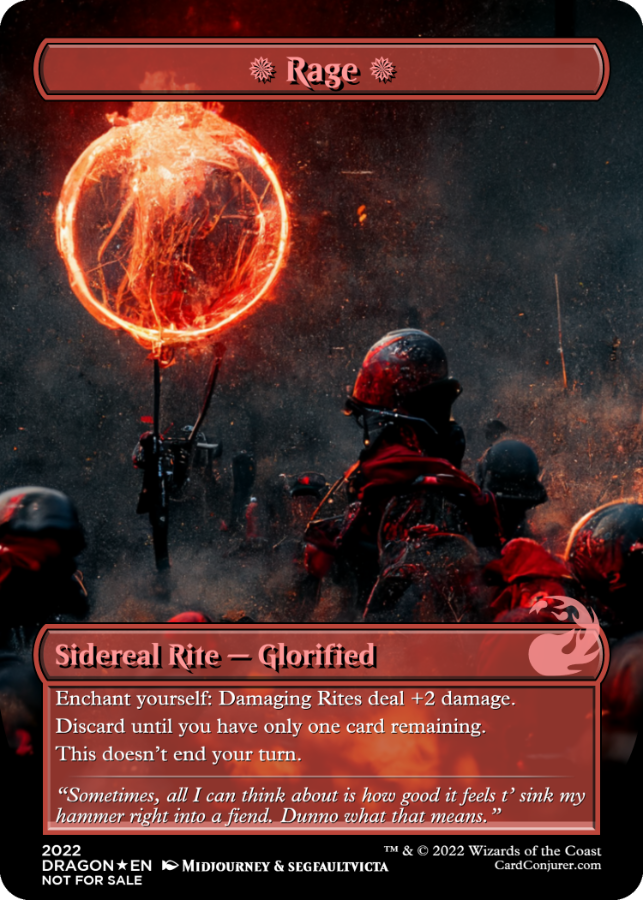 Rage
Sidereal Rite — Glorified
Enchant yourself: Damaging Rites deal +2 damage.
Discard until you have only one card remaining.
This doesn't end your turn.
“Sometimes, all I can think about is how good it feels t’ sink my
hammer right into a fiend. Dunno what that means.”
2022
DRAGON★EN MIDJOURNEY & SEGFAULTVICTA
NOT FOR SALE
™ & © 2022 Wizards of the Coast
CardConjurer.com